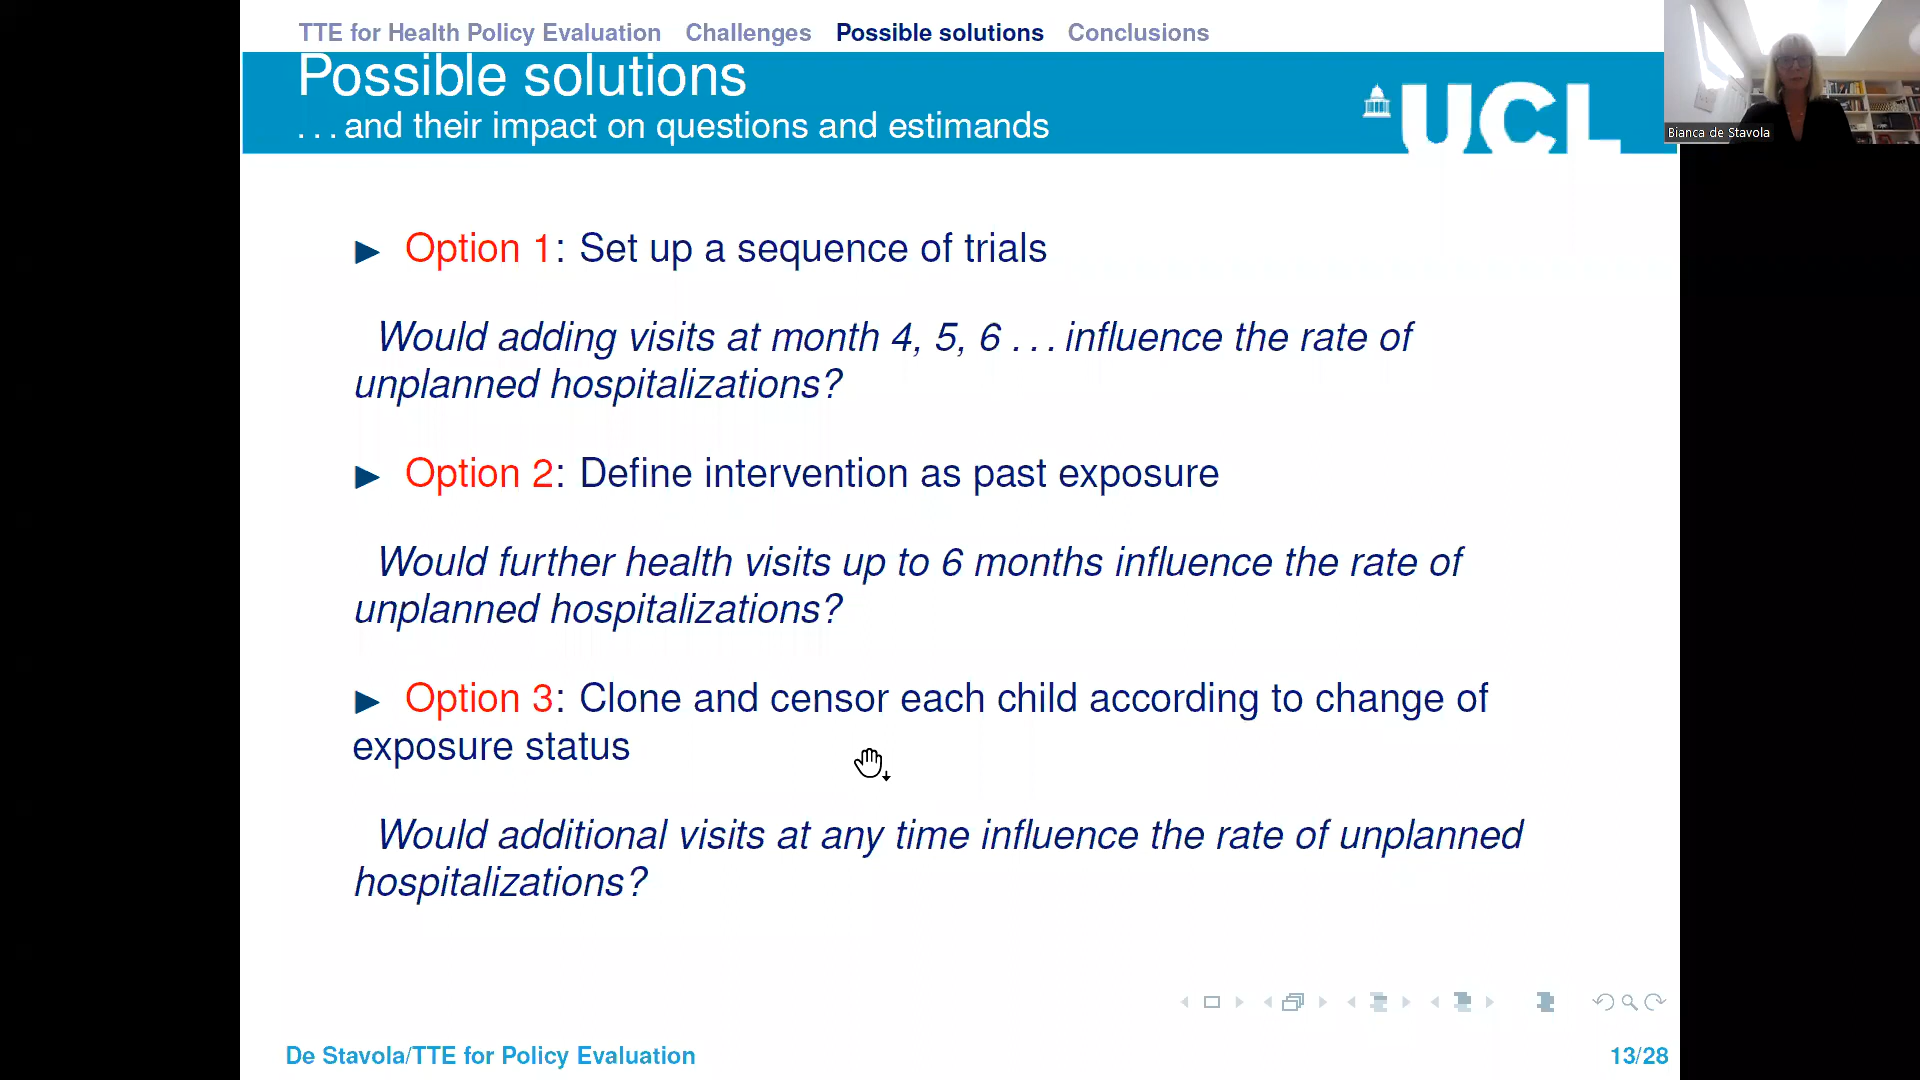 TTE for Health Policy Evaluation Challenges Possible solutions Conclusions
Possible solutions
...and their impact on questions and estimands
UCL
Bianca de Stavola
Option 1: Set up a sequence of trials
Would adding visits at month 4, 5, 6 ... influence the rate of
unplanned hospitalizations?
Option 2: Define intervention as past exposure
Would further health visits up to 6 months influence the rate of
unplanned hospitalizations?
Option 3: Clone and censor each child according to change of
exposure status
Would additional visits at any time influence the rate of unplanned
hospitalizations?
De Stavola/TTE for Policy Evaluation
13/28